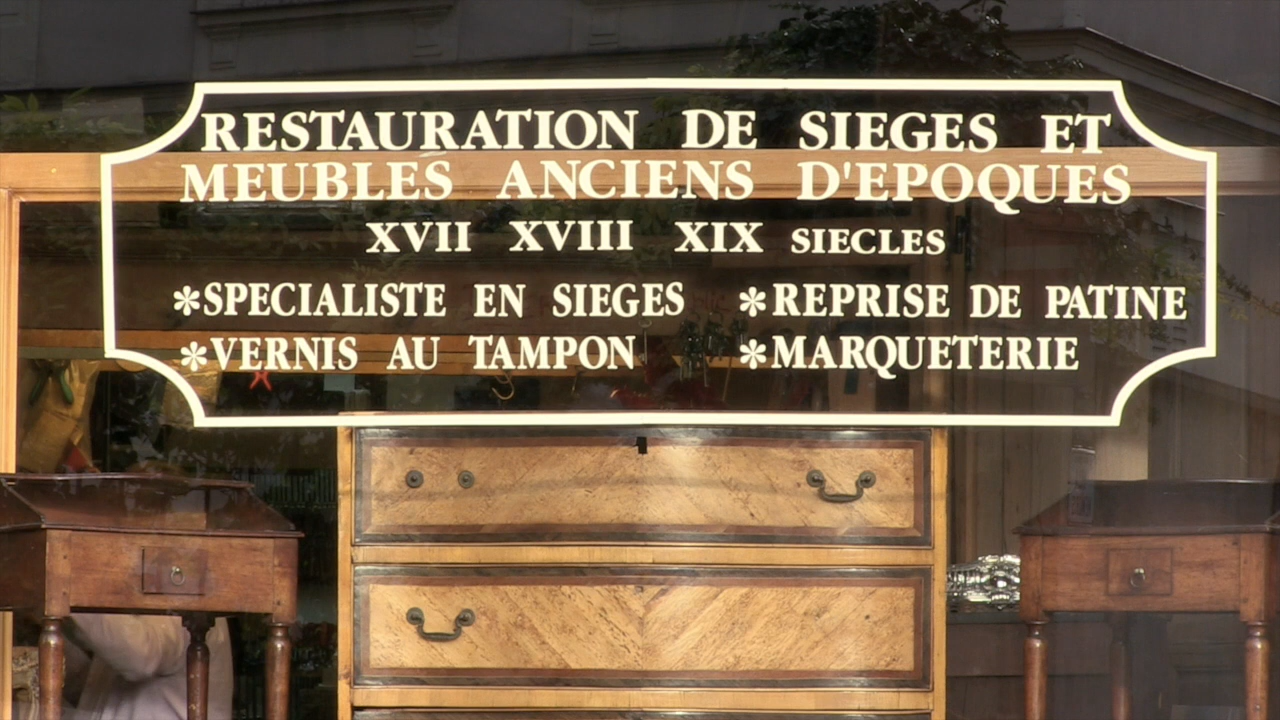 RESTAURATION DE SIEGES ET
MEUBLES ANCIENS D'EPOQUES
XVII XVIII XIX SIECLES
*SPECIALISTE EN SIEGES *REPRISE DE PATINE
*VERNIS AU TAMPON *MARQUETERIE